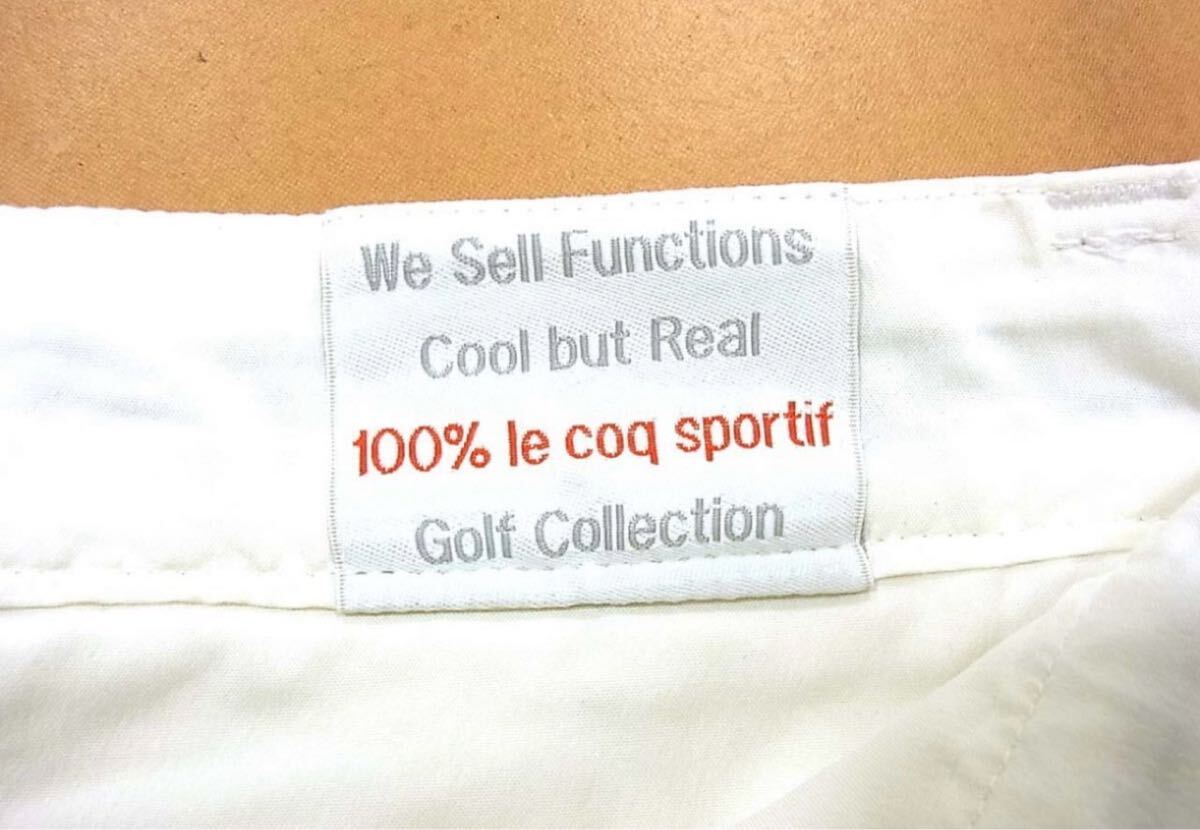 We Sell Functions
Cool but Real
100% le coq sportif
Golf Collection